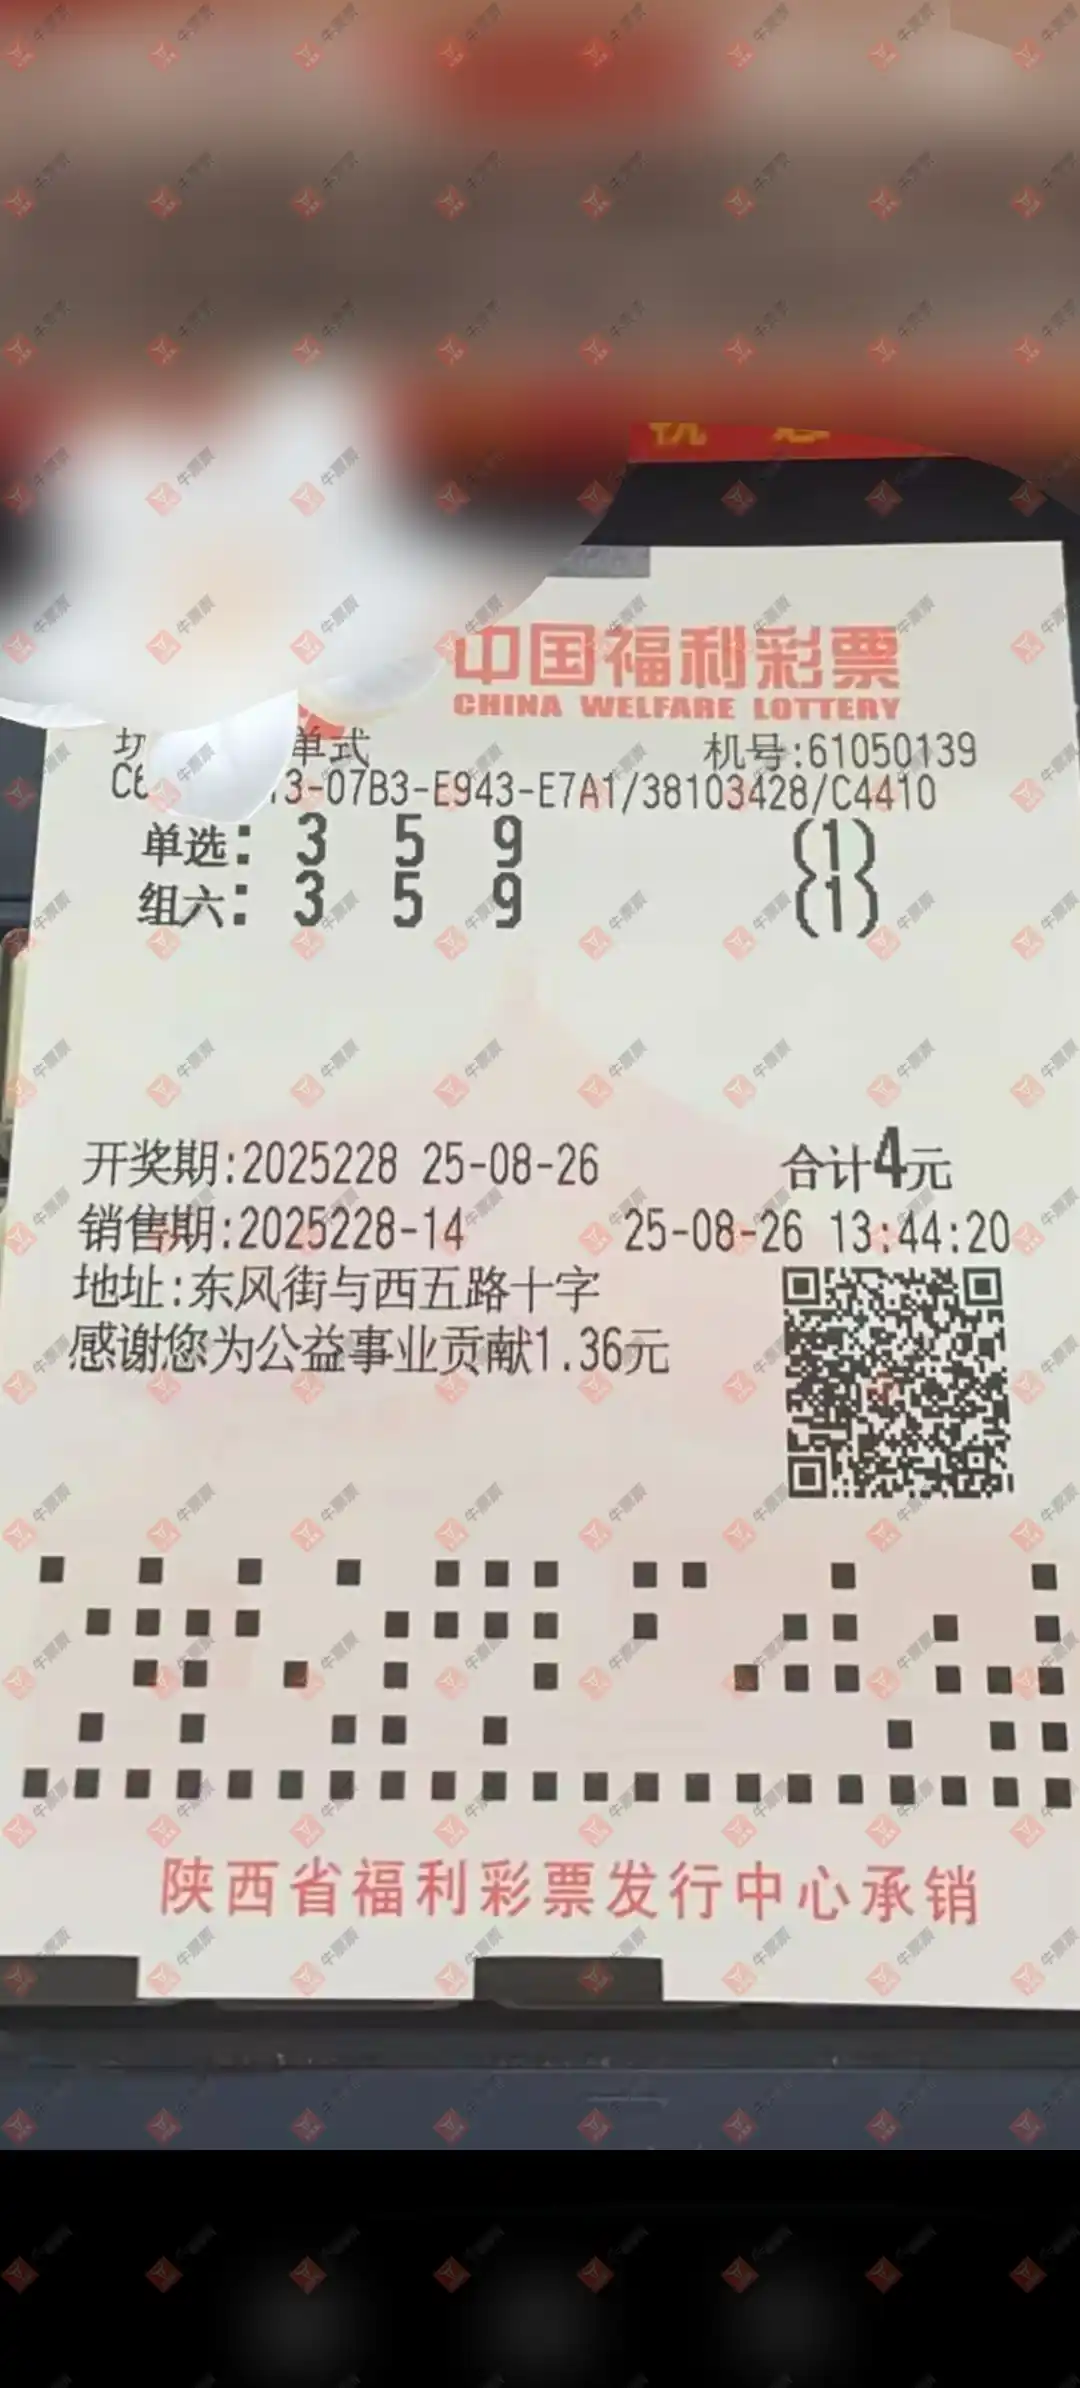 中国福利彩票
CHINA WELFARE LOTTERY
单式 机号:61050139
3-07B3-E943-E7A1/38103428/C4410
单选: 3 5 9 (1)
组六: 3 5 9 (1)
开奖期:2025228 25-08-26 合计4元
销售期:2025228-14 25-08-26 13:44:20
地址:东风街与西五路十字
感谢您为公益事业贡献1.36元
陕西省福利彩票发行中心承销
牛票票